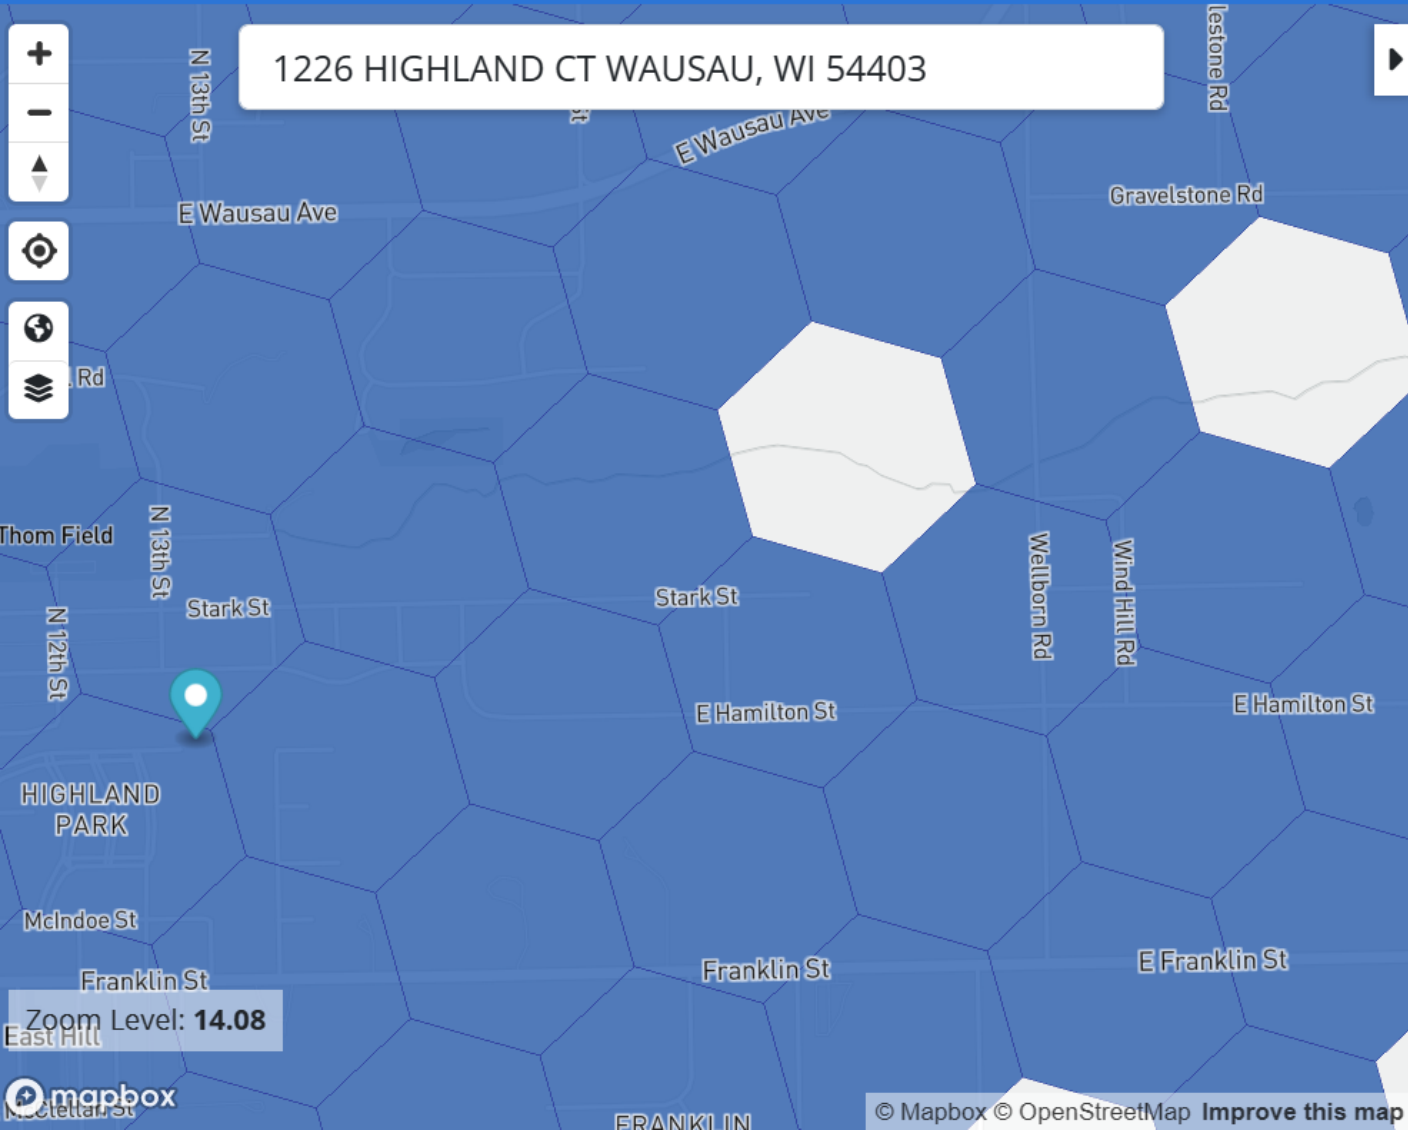 1226 HIGHLAND CT WAUSAU, WI 54403
N 13th St
lestone Rd
St
E Wausau Ave
Gravelstone Rd
E Wausau Ave
Rd
N 13th St
Thom Field
Wellborn Rd
Wind Hill Rd
Stark St
Stark St
N 12th St
E Hamilton St
E Hamilton St
HIGHLAND
PARK
McIndoe St
Franklin St
Franklin St
E Franklin St
Zoom Level: 14.08
East Hill
mapbox
McClellan St
© Mapbox © OpenStreetMap Improve this map
FRANKLIN